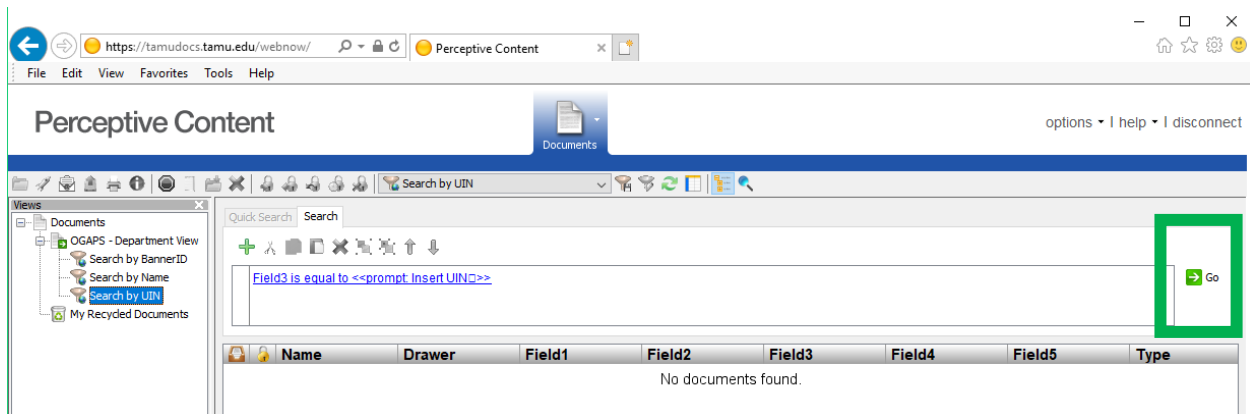 https://tamudocs.tamu.edu/webnow/
Perceptive Content
File Edit View Favorites Tools Help
Perceptive Content
Documents
options I help I disconnect
Search by UIN
Views
Documents
OGAPS - Department View
Search by BannerID
Search by Name
Search by UIN
My Recycled Documents
Quick Search Search
Field3 is equal to <<prompt: Insert UIN□>>
Go
Name Drawer Field1 Field2 Field3 Field4 Field5 Type
No documents found.